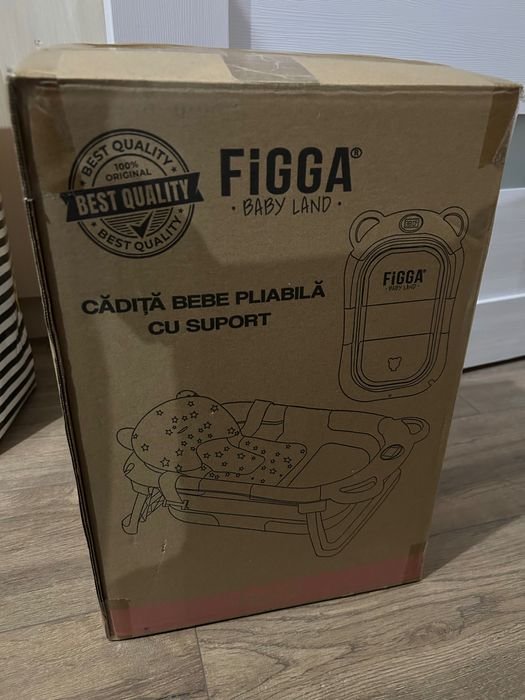 BEST QUALITY
100%
ORIGINAL
BEST QUALITY
BEST QUALITY
FiGGA®
• BABY LAND •
CĂDIȚĂ BEBE PLIABILĂ
CU SUPORT
FiGGA®
BABY LAND